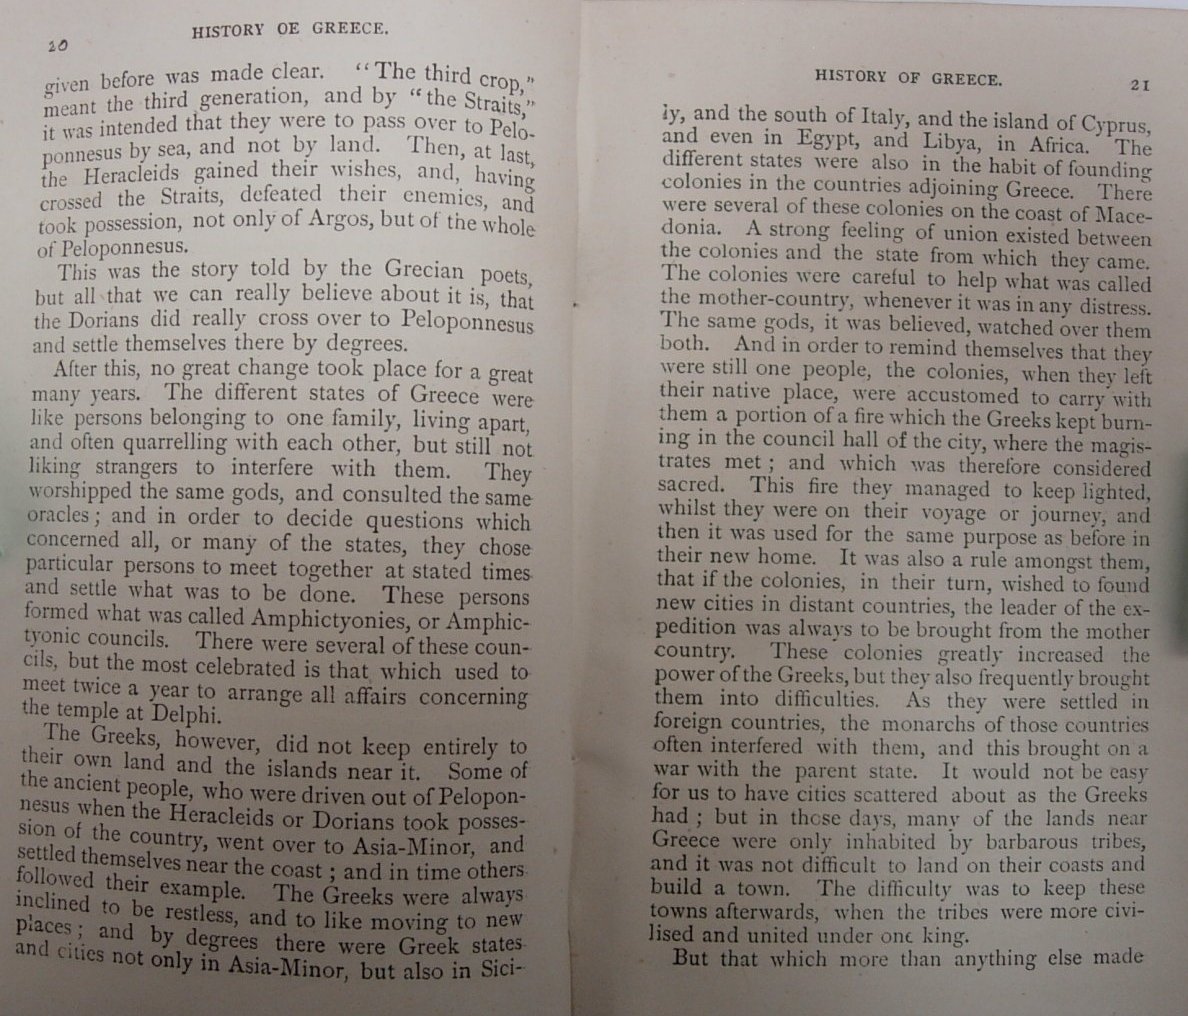 20
HISTORY OE GREECE.
given before was made clear. “The third crop,”
meant the third generation, and by “the Straits,”
it was intended that they were to pass over to Pelo-
ponnesus by sea, and not by land. Then, at last,
the Heracleids gained their wishes, and, having
crossed the Straits, defeated their enemies, and
took possession, not only of Argos, but of the whole
of Peloponnesus.
This was the story told by the Grecian poets,
but all that we can really believe about it is, that
the Dorians did really cross over to Peloponnesus
and settle themselves there by degrees.
After this, no great change took place for a great
many years. The different states of Greece were
like persons belonging to one family, living apart,
and often quarrelling with each other, but still not
liking strangers to interfere with them. They
worshipped the same gods, and consulted the same
oracles; and in order to decide questions which
concerned all, or many of the states, they chose
particular persons to meet together at stated times
and settle what was to be done. These persons
formed what was called Amphictyonies, or Amphic-
tyonic councils. There were several of these coun-
cils, but the most celebrated is that which used to
meet twice a year to arrange all affairs concerning
the temple at Delphi.
The Greeks, however, did not keep entirely to
their own land and the islands near it. Some of
the ancient people, who were driven out of Pelopon-
nesus when the Heracleids or Dorians took posses-
sion of the country, went over to Asia-Minor, and
settled themselves near the coast; and in time others
followed their example. The Greeks were always
inclined to be restless, and to like moving to new
places; and by degrees there were Greek states
and cities not only in Asia-Minor, but also in Sici-
HISTORY OF GREECE.
21
ly, and the south of Italy, and the island of Cyprus,
and even in Egypt, and Libya, in Africa. The
different states were also in the habit of founding
colonies in the countries adjoining Greece. There
were several of these colonies on the coast of Mace-
donia. A strong feeling of union existed between
the colonies and the state from which they came.
The colonies were careful to help what was called
the mother-country, whenever it was in any distress.
The same gods, it was believed, watched over them
both. And in order to remind themselves that they
were still one people, the colonies, when they left
their native place, were accustomed to carry with
them a portion of a fire which the Greeks kept burn-
ing in the council hall of the city, where the magis-
trates met; and which was therefore considered
sacred. This fire they managed to keep lighted,
whilst they were on their voyage or journey, and
then it was used for the same purpose as before in
their new home. It was also a rule amongst them,
that if the colonies, in their turn, wished to found
new cities in distant countries, the leader of the ex-
pedition was always to be brought from the mother
country. These colonies greatly increased the
power of the Greeks, but they also frequently brought
them into difficulties. As they were settled in
foreign countries, the monarchs of those countries
often interfered with them, and this brought on a
war with the parent state. It would not be easy
for us to have cities scattered about as the Greeks
had; but in those days, many of the lands near
Greece were only inhabited by barbarous tribes,
and it was not difficult to land on their coasts and
build a town. The difficulty was to keep these
towns afterwards, when the tribes were more civi-
lised and united under one king.
But that which more than anything else made